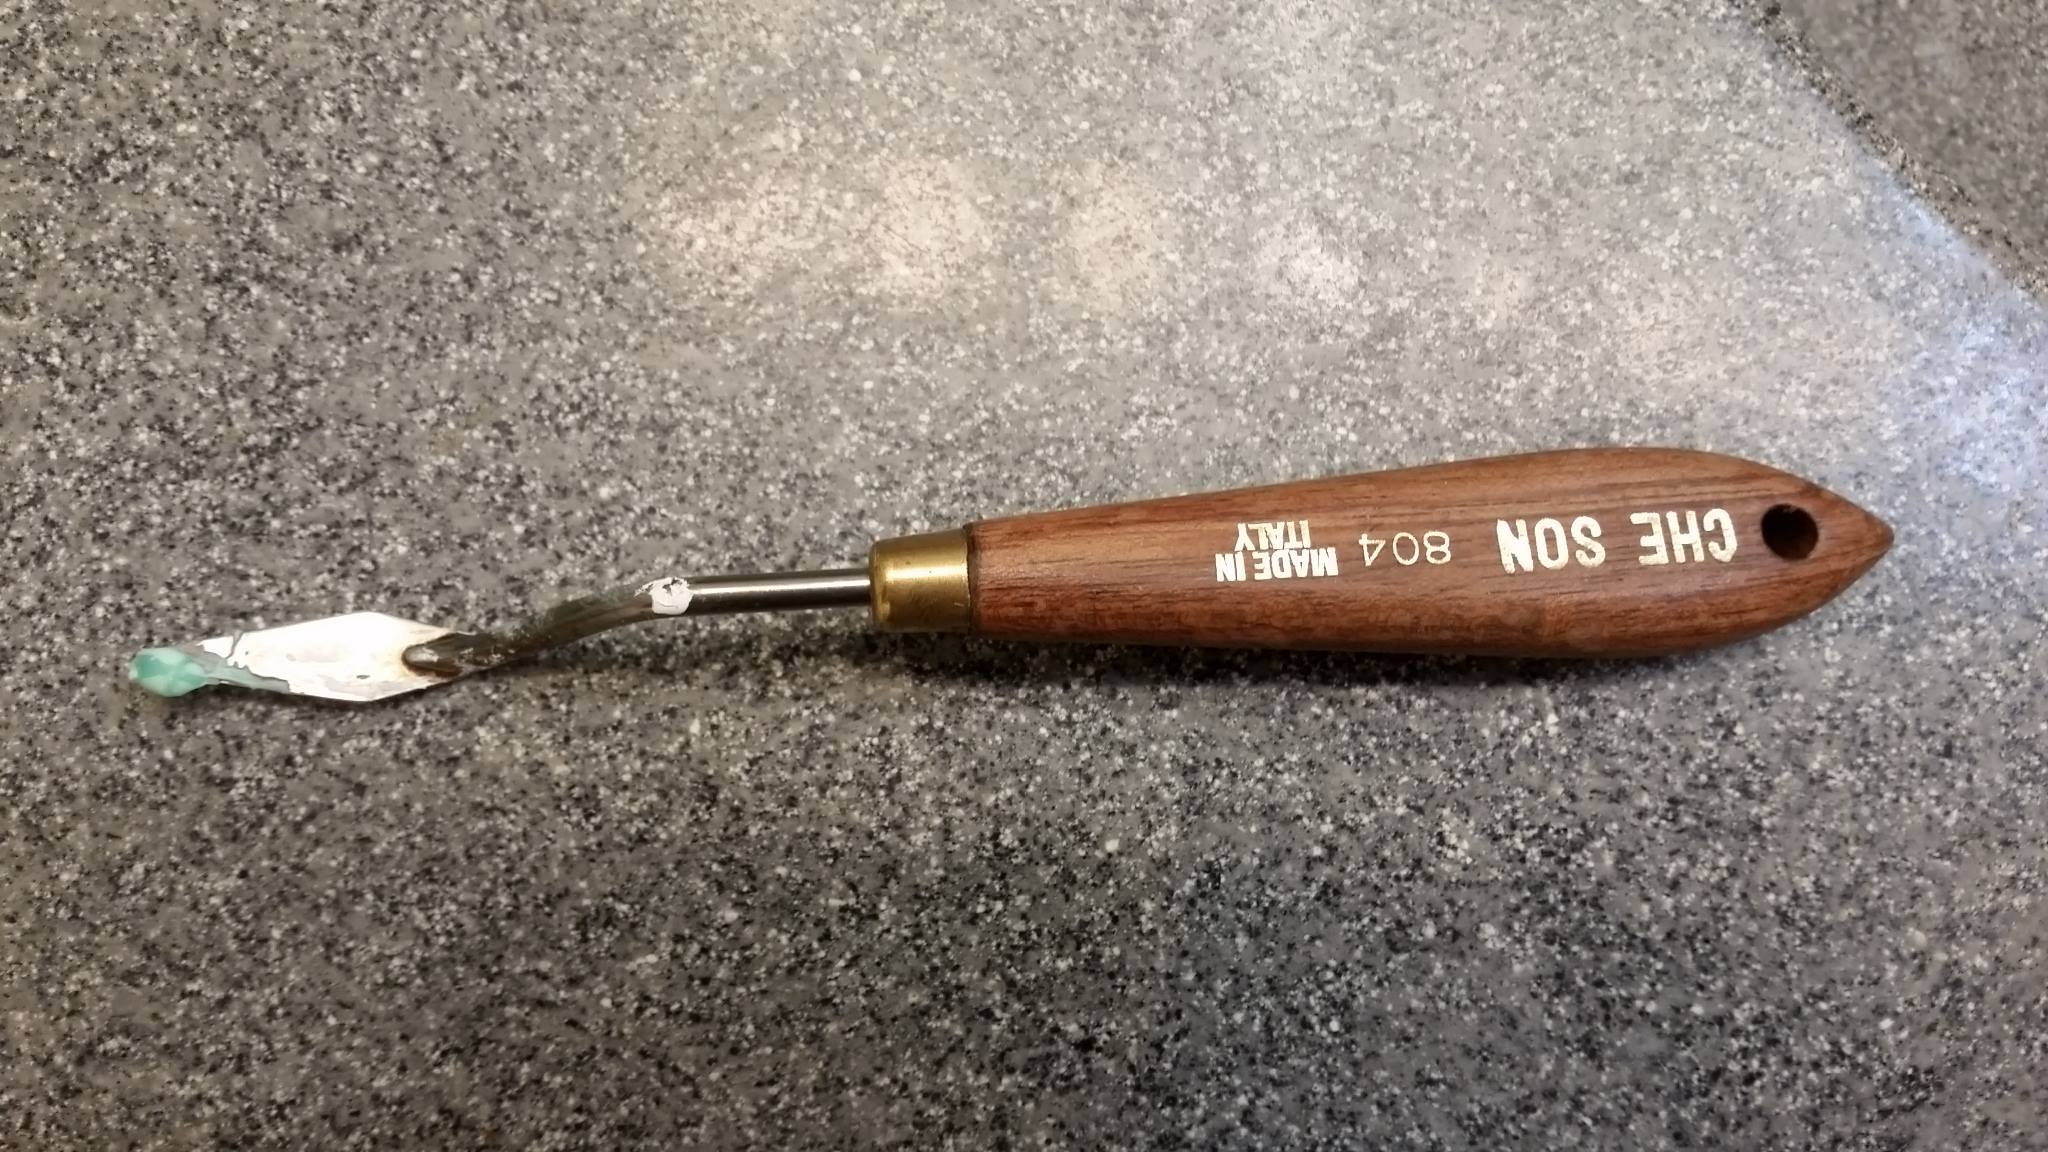 CHE SON
804
MADE IN
ITALY